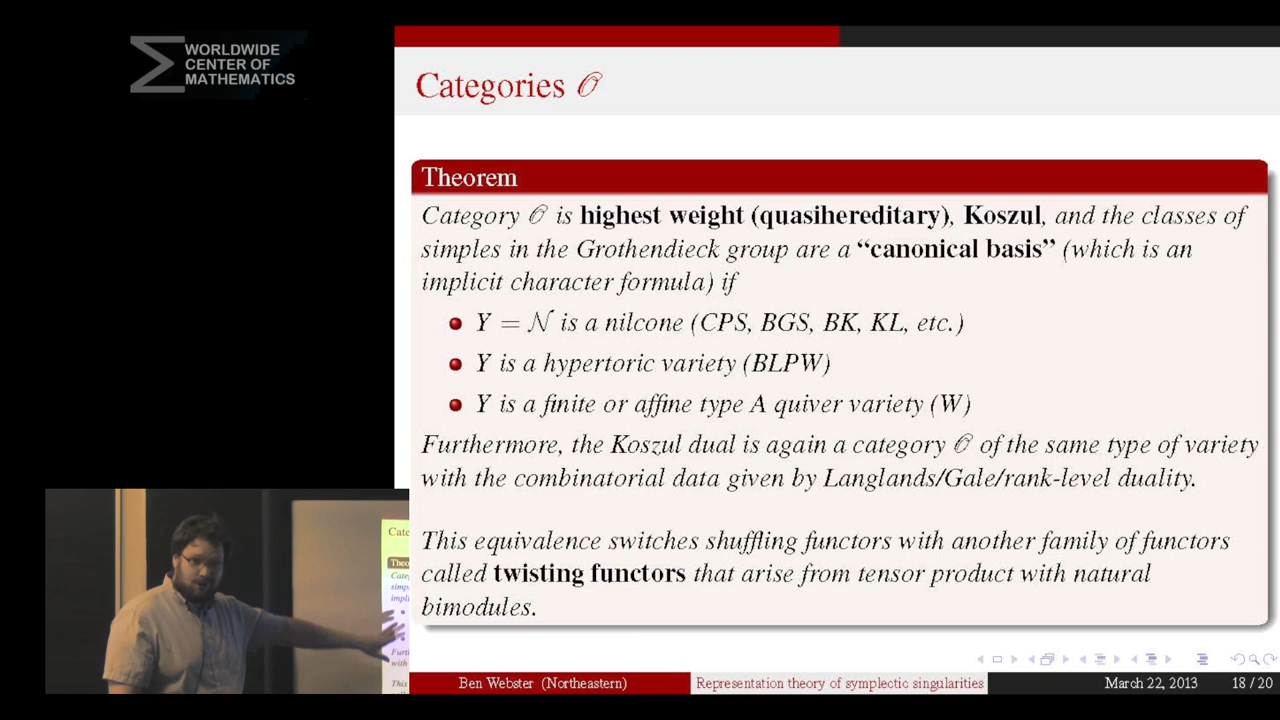 WORLDWIDE
CENTER OF
MATHEMATICS
Categories 𝒪
Theorem
Category 𝒪 is highest weight (quasihereditary), Koszul, and the classes of
simples in the Grothendieck group are a “canonical basis” (which is an
implicit character formula) if
Y = 𝒩 is a nilcone (CPS, BGS, BK, KL, etc.)
Y is a hypertoric variety (BLPW)
Y is a finite or affine type A quiver variety (W)
Furthermore, the Koszul dual is again a category 𝒪 of the same type of variety
with the combinatorial data given by Langlands/Gale/rank-level duality.
This equivalence switches shuffling functors with another family of functors
called twisting functors that arise from tensor product with natural
bimodules.
Ben Webster (Northeastern)
Representation theory of symplectic singularities
March 22, 2013
18 / 20